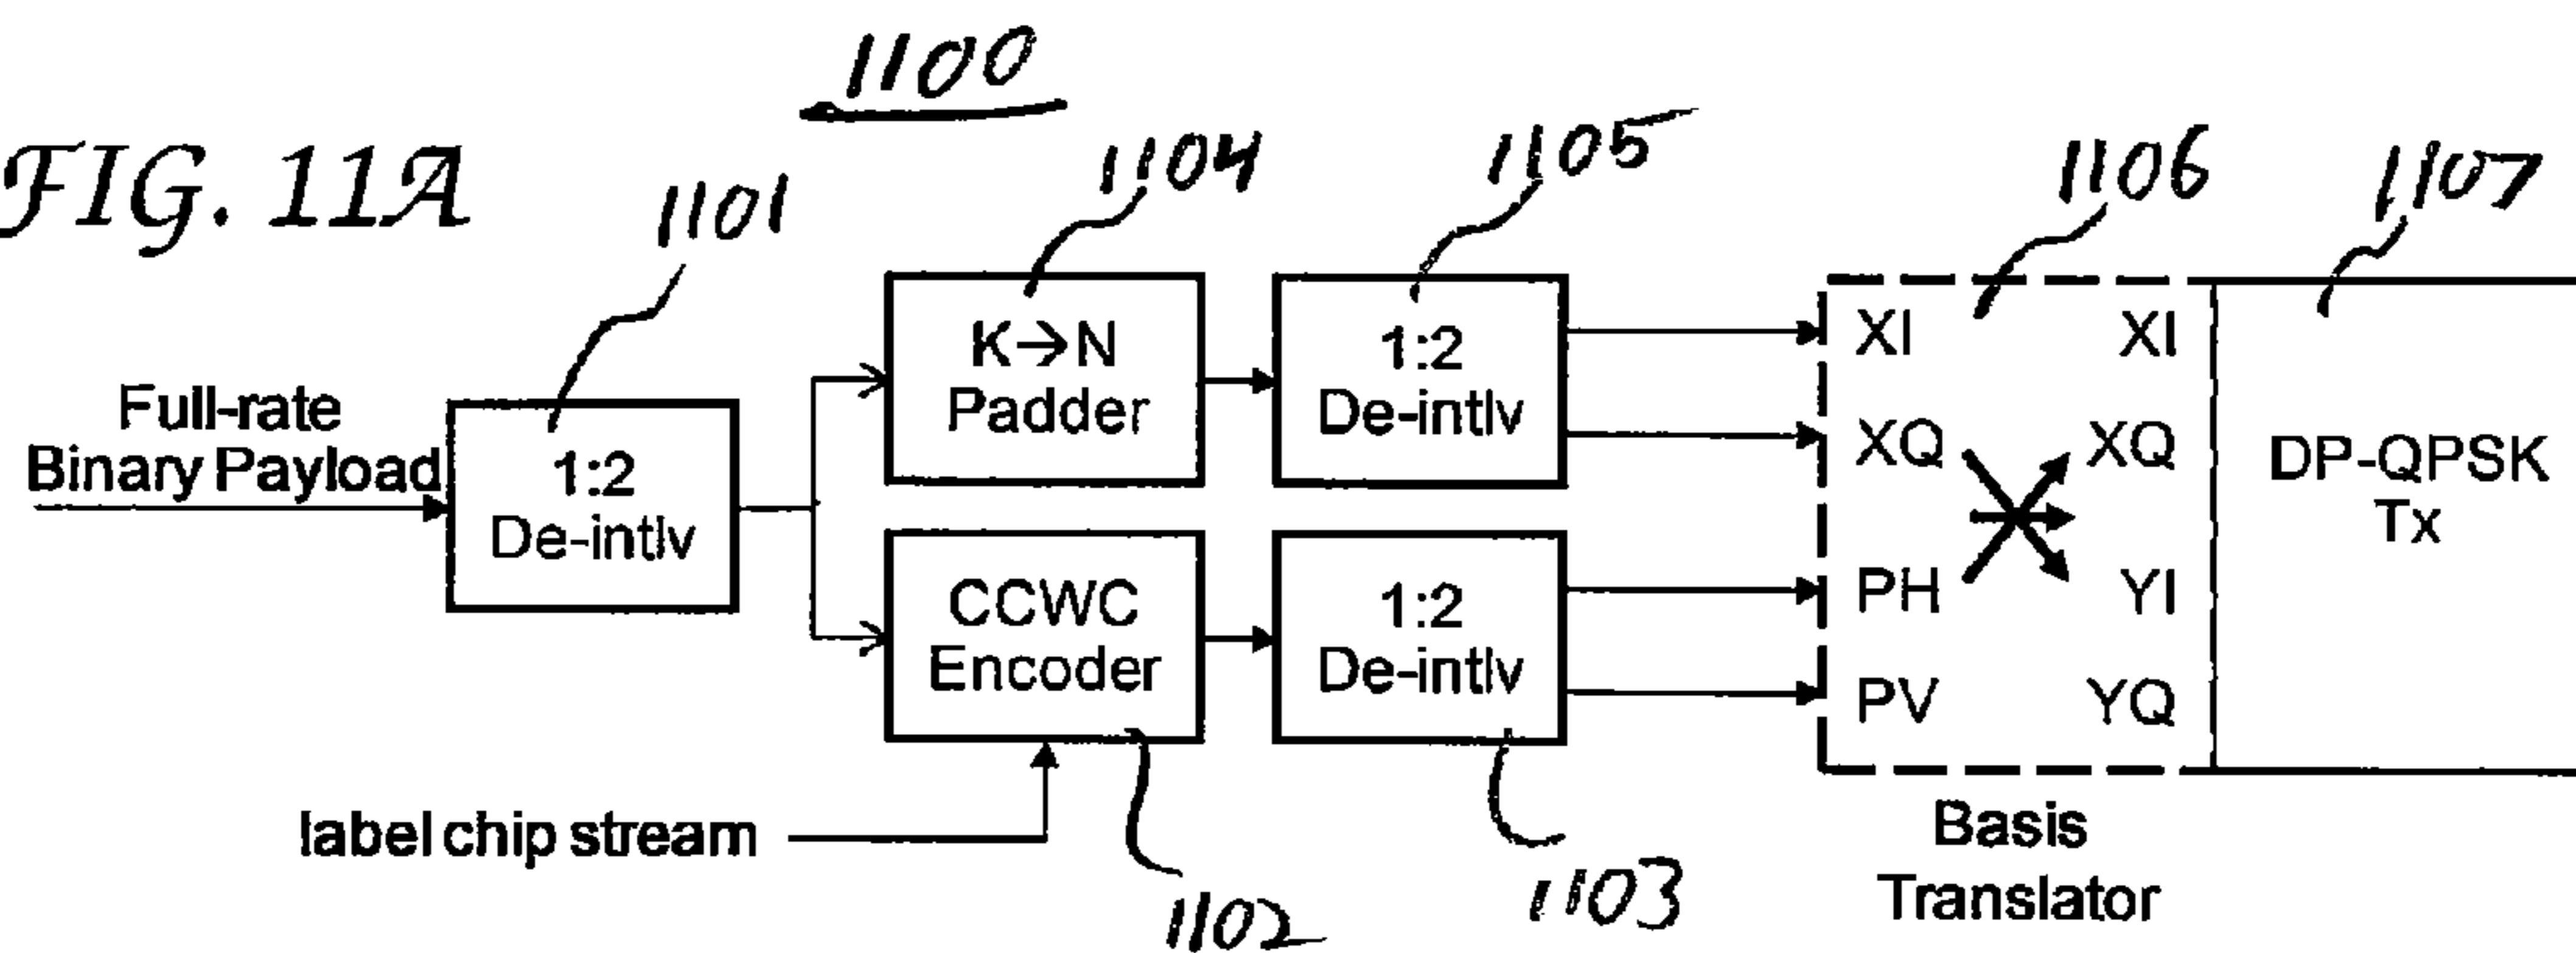 1100
FIG. 11A
1101
1104
1105
1106
1107
Full-rate
Binary Payload
1:2
De-intlv
K→N
Padder
1:2
De-intlv
CCWC
Encoder
1:2
De-intlv
label chip stream
1102
1103
XI XI
XQ XQ
PH YI
PV YQ
DP-QPSK
Tx
Basis
Translator